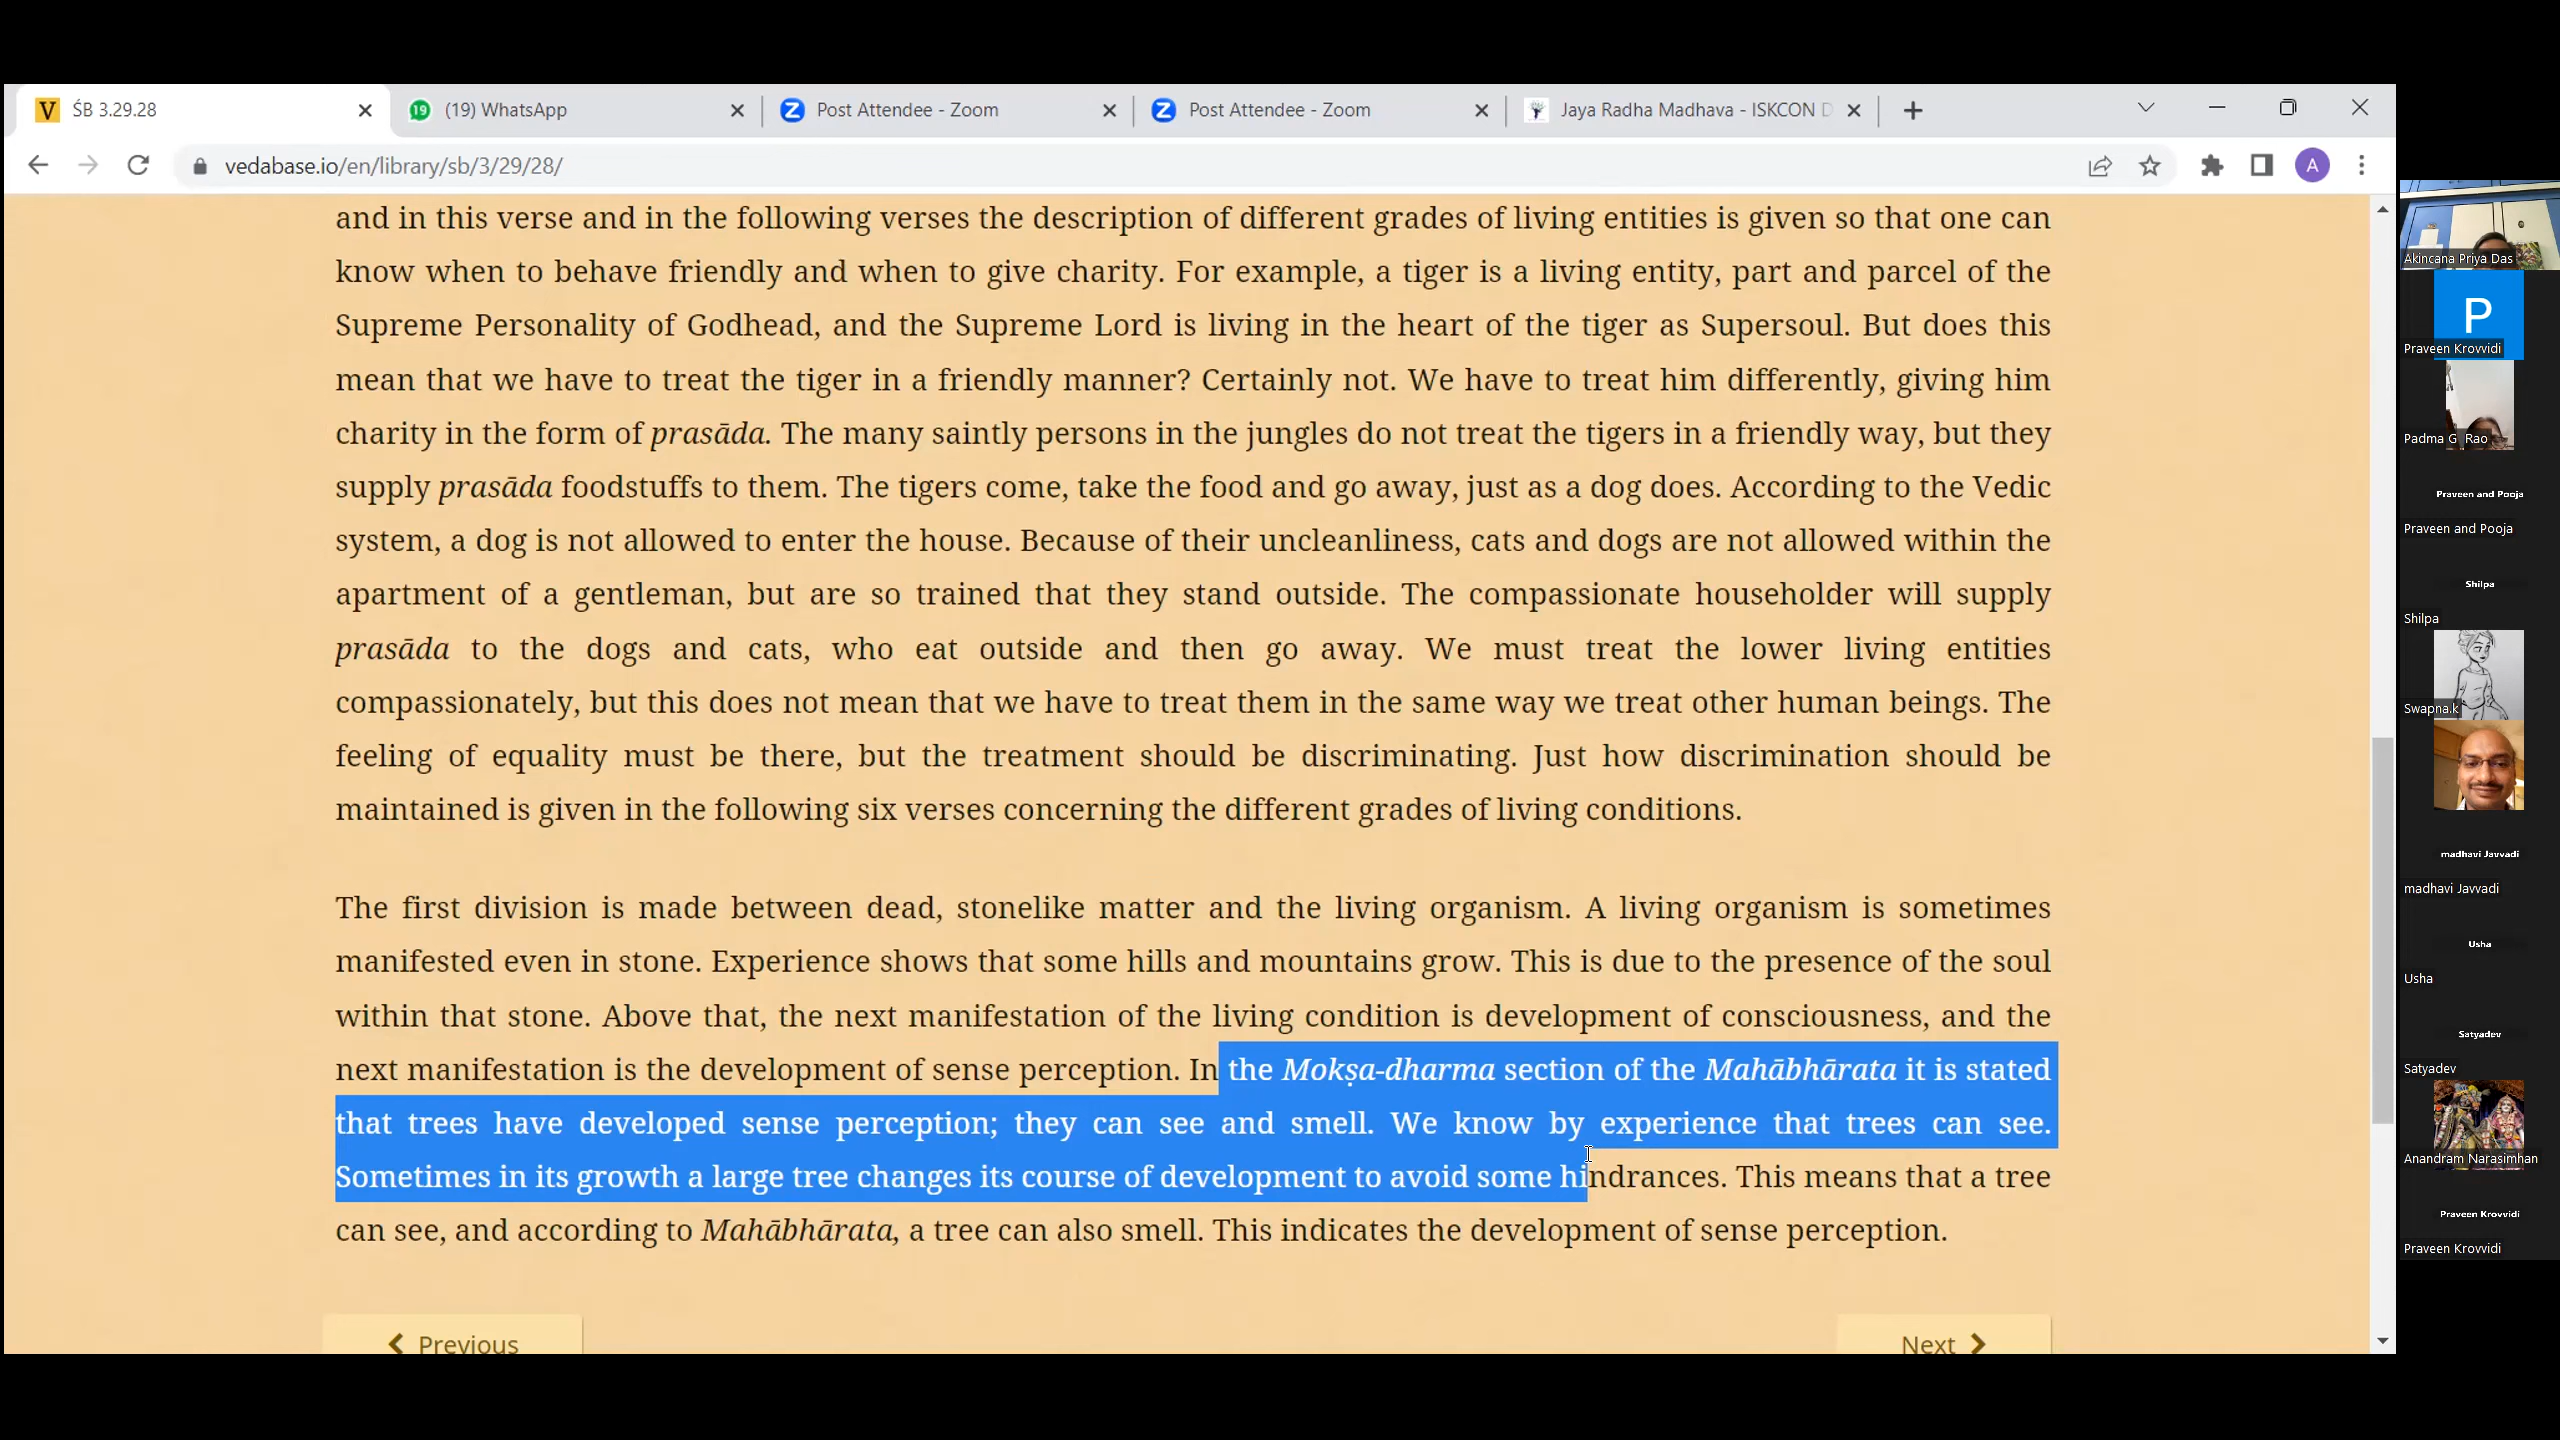 ŚB 3.29.28
19 (19) WhatsApp
Post Attendee - Zoom
Post Attendee - Zoom
Jaya Radha Madhava - ISKCON D
vedabase.io/en/library/sb/3/29/28/
A
and in this verse and in the following verses the description of different grades of living entities is given so that one can
know when to behave friendly and when to give charity. For example, a tiger is a living entity, part and parcel of the
Supreme Personality of Godhead, and the Supreme Lord is living in the heart of the tiger as Supersoul. But does this
mean that we have to treat the tiger in a friendly manner? Certainly not. We have to treat him differently, giving him
charity in the form of prasāda. The many saintly persons in the jungles do not treat the tigers in a friendly way, but they
supply prasāda foodstuffs to them. The tigers come, take the food and go away, just as a dog does. According to the Vedic
system, a dog is not allowed to enter the house. Because of their uncleanliness, cats and dogs are not allowed within the
apartment of a gentleman, but are so trained that they stand outside. The compassionate householder will supply
prasāda to the dogs and cats, who eat outside and then go away. We must treat the lower living entities
compassionately, but this does not mean that we have to treat them in the same way we treat other human beings. The
feeling of equality must be there, but the treatment should be discriminating. Just how discrimination should be
maintained is given in the following six verses concerning the different grades of living conditions.
The first division is made between dead, stonelike matter and the living organism. A living organism is sometimes
manifested even in stone. Experience shows that some hills and mountains grow. This is due to the presence of the soul
within that stone. Above that, the next manifestation of the living condition is development of consciousness, and the
next manifestation is the development of sense perception. In the Mokṣa-dharma section of the Mahābhārata it is stated
that trees have developed sense perception; they can see and smell. We know by experience that trees can see.
Sometimes in its growth a large tree changes its course of development to avoid some hindrances. This means that a tree
can see, and according to Mahābhārata, a tree can also smell. This indicates the development of sense perception.
Previous
Next
Akincana Priya Das
P
Praveen Krovvidi
Padma G Rao
Praveen and Pooja
Praveen and Pooja
Shilpa
Shilpa
Swapna.k
madhavi Javvadi
madhavi Javvadi
Usha
Usha
Satyadev
Satyadev
Anandram Narasimhan
Praveen Krovvidi
Praveen Krovvidi